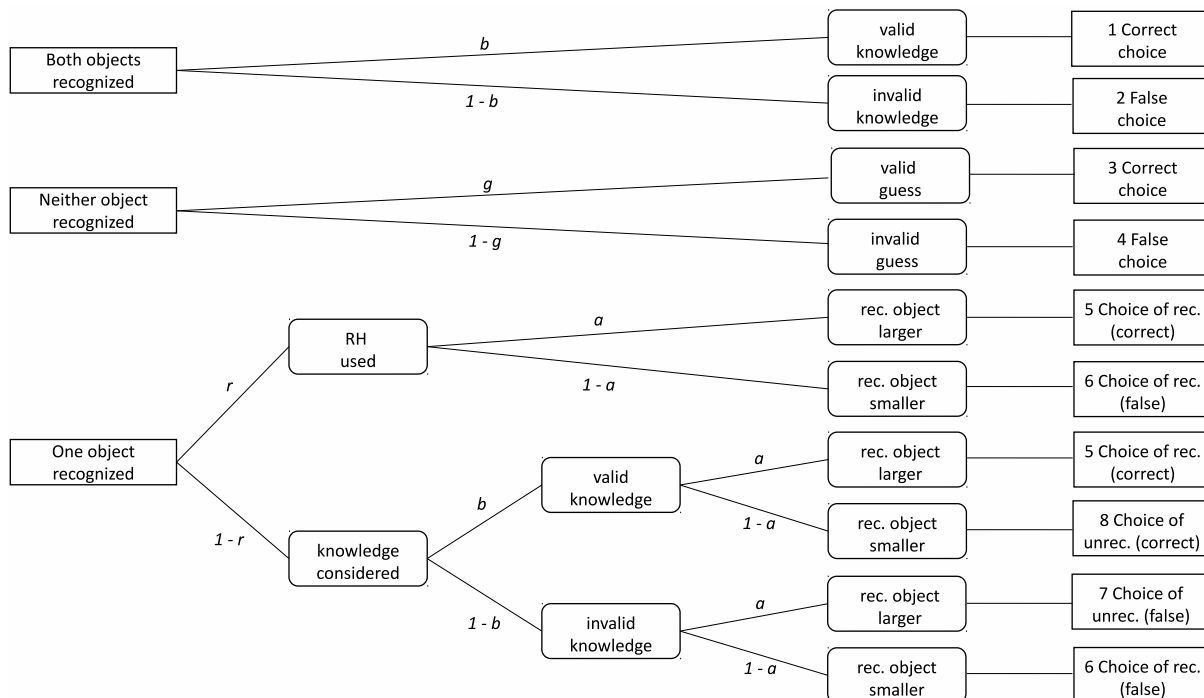 Both objects
recognized
b
1 - b
valid
knowledge
1 Correct
choice
invalid
knowledge
2 False
choice
Neither object
recognized
g
1 - g
valid
guess
3 Correct
choice
invalid
guess
4 False
choice
One object
recognized
r
1 - r
RH
used
a
1 - a
rec. object
larger
5 Choice of rec.
(correct)
rec. object
smaller
6 Choice of rec.
(false)
knowledge
considered
b
1 - b
valid
knowledge
a
1 - a
rec. object
larger
5 Choice of rec.
(correct)
rec. object
smaller
8 Choice of
unrec. (correct)
invalid
knowledge
a
1 - a
rec. object
larger
7 Choice of
unrec. (false)
rec. object
smaller
6 Choice of rec.
(false)